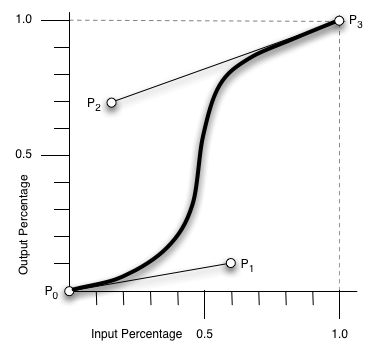 1.0
P3
P2
0.5
Output Percentage
P1
P0
Input Percentage 0.5 1.0